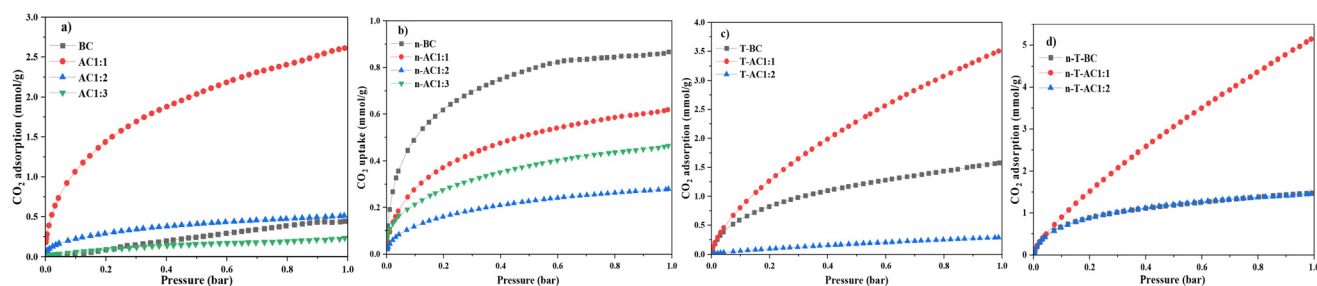 a)
BC
AC1:1
AC1:2
AC1:3
CO2 adsorption (mmol/g)
3.0
2.5
2.0
1.5
1.0
0.5
0.0
0.0 0.2 0.4 0.6 0.8 1.0
Pressure (bar)
b)
n-BC
n-AC1:1
n-AC1:2
n-AC1:3
CO2 uptake (mmol/g)
1.0
0.8
0.6
0.4
0.2
0.0
0.0 0.2 0.4 0.6 0.8 1.0
Pressure (bar)
c)
T-BC
T-AC1:1
T-AC1:2
CO2 adsorption (mmol/g)
4.0
3.5
3.0
2.5
2.0
1.5
1.0
0.5
0.0
0.0 0.2 0.4 0.6 0.8 1.0
Pressure (bar)
d)
n-T-BC
n-T-AC1:1
n-T-AC1:2
CO2 adsorption (mmol/g)
5
4
3
2
1
0
0.0 0.2 0.4 0.6 0.8 1.0
Pressure (bar)